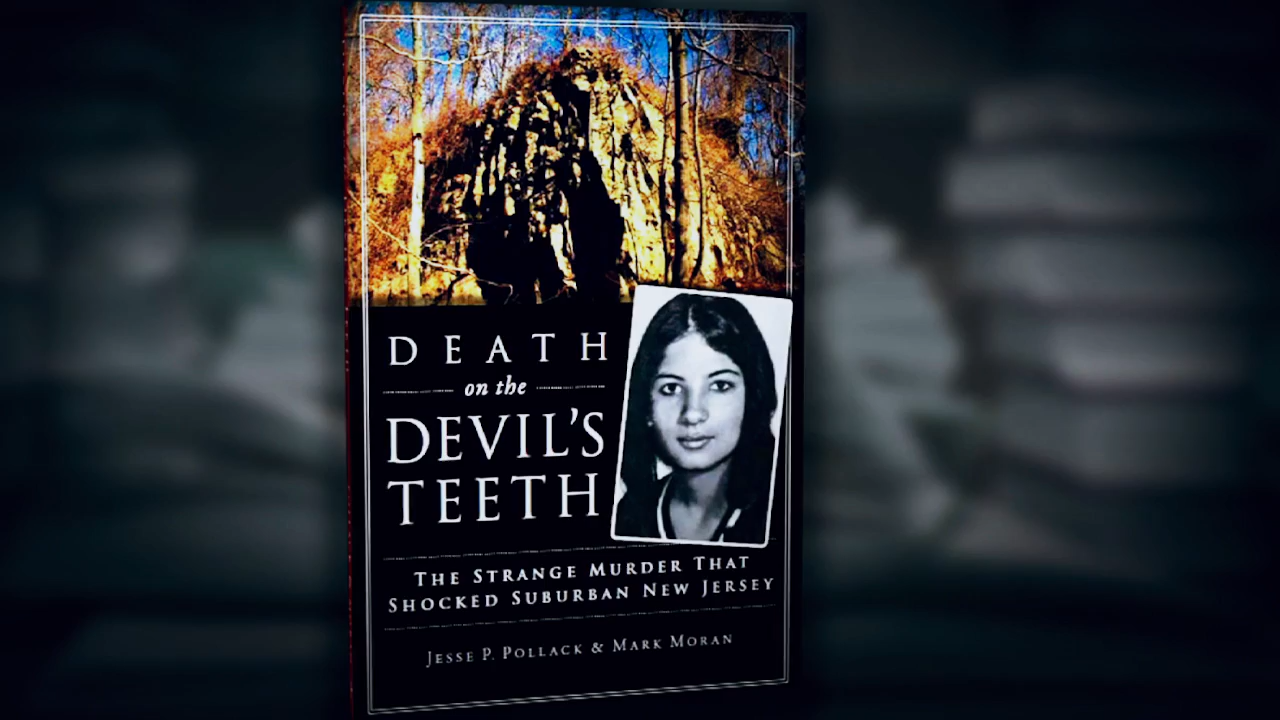 DEATH
on the
DEVIL'S
TEETH
THE STRANGE MURDER THAT
SHOCKED SUBURBAN NEW JERSEY
JESSE P. POLLACK & MARK MORAN